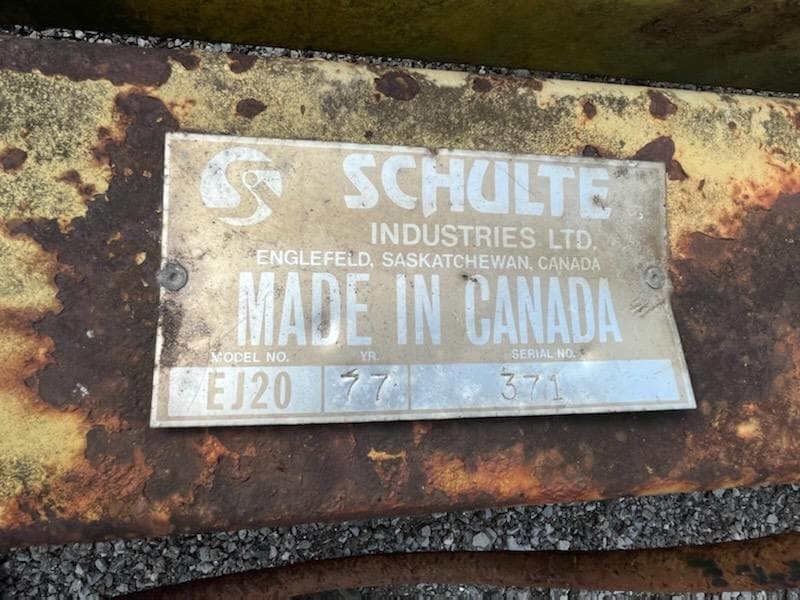 S SCHULTE
INDUSTRIES LTD.
ENGLEFELD, SASKATCHEWAN, CANADA
MADE IN CANADA
MODEL NO. YR. SERIAL NO.
EJ20 77 371